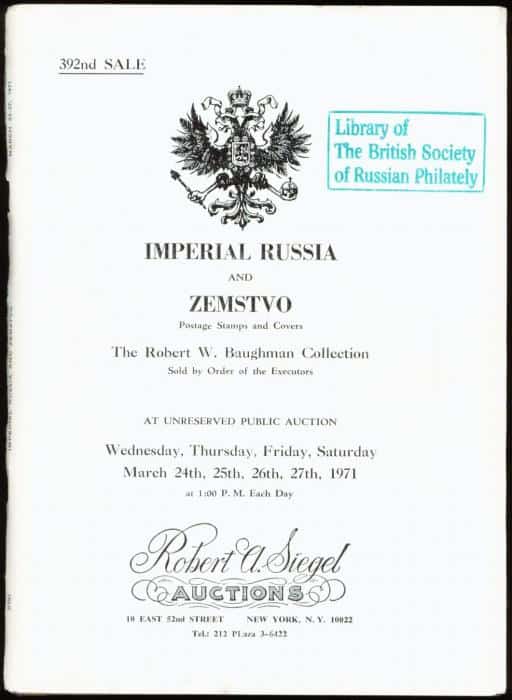 392nd SALE
Library of
The British Society
of Russian Philately
IMPERIAL RUSSIA
AND
ZEMSTVO
Postage Stamps and Covers
The Robert W. Baughman Collection
Sold by Order of the Executors
AT UNRESERVED PUBLIC AUCTION
Wednesday, Thursday, Friday, Saturday
March 24th, 25th, 26th, 27th, 1971
at 1:00 P. M. Each Day
Robert A. Siegel
AUCTIONS
10 EAST 52nd STREET NEW YORK, N. Y. 10022
Tel.: 212 PLaza 3-6422